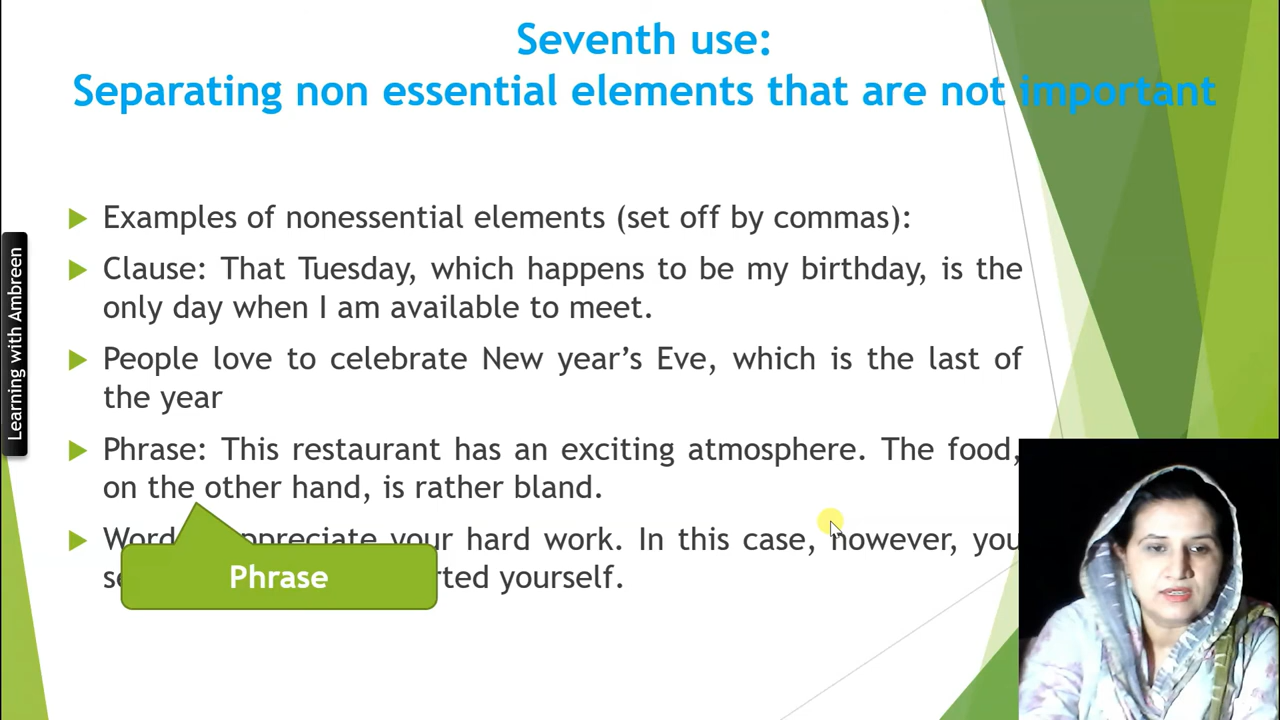 Seventh use:
Separating non essential elements that are not important
Examples of nonessential elements (set off by commas):
Clause: That Tuesday, which happens to be my birthday, is the
only day when I am available to meet.
People love to celebrate New year's Eve, which is the last of
the year
Phrase: This restaurant has an exciting atmosphere. The food,
on the other hand, is rather bland.
Word appreciate your hard work. In this case, however, you
yourself.
Phrase
Learning with Ambreen